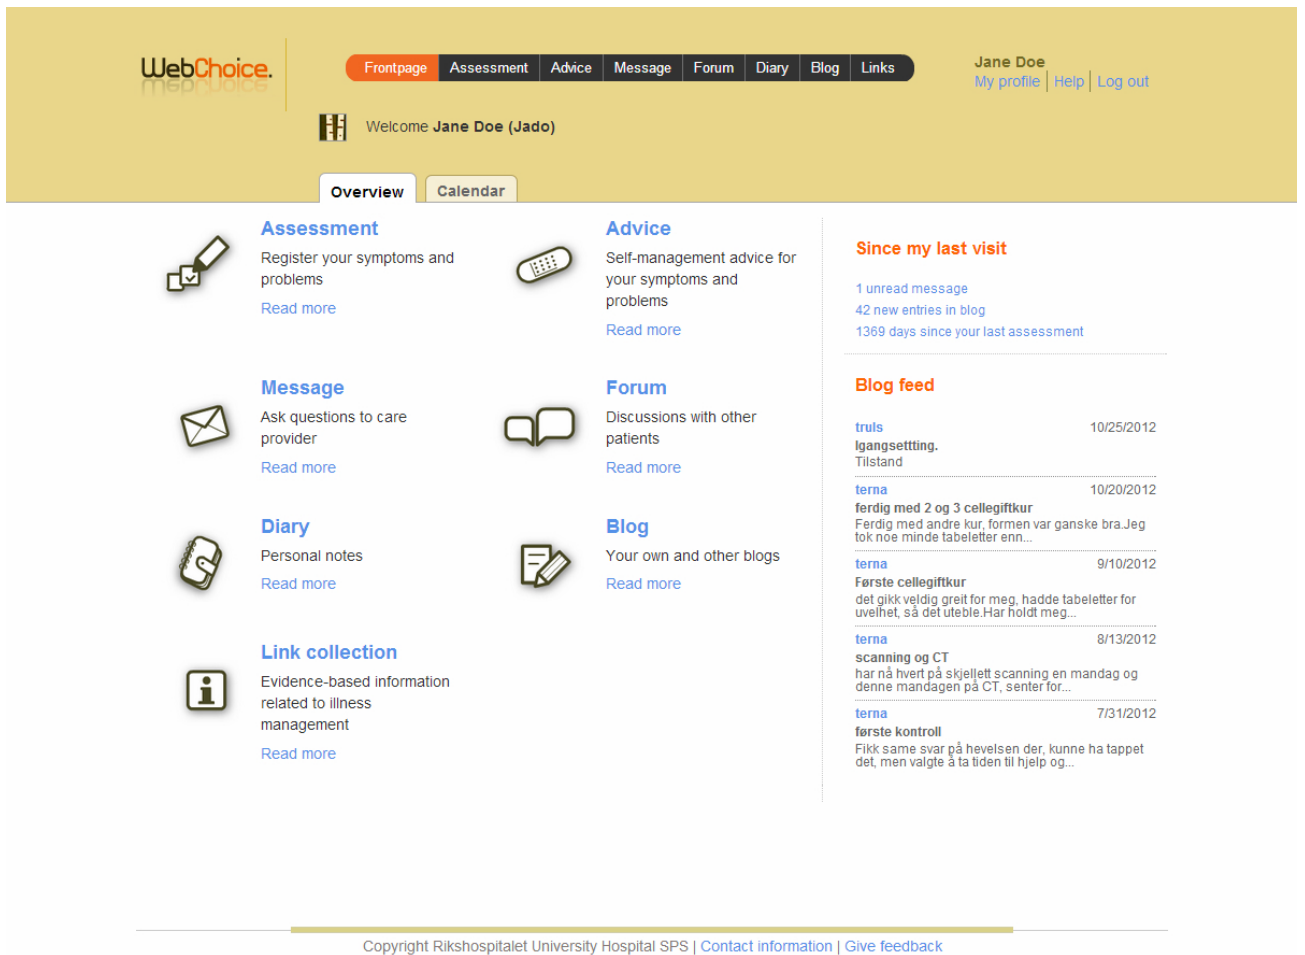 WebChoice.
Frontpage Assessment Advice Message Forum Diary Blog Links
Jane Doe
My profile | Help | Log out
Welcome Jane Doe (Jado)
Overview Calendar
Assessment
Register your symptoms and
problems
Read more
Advice
Self-management advice for
your symptoms and
problems
Read more
Message
Ask questions to care
provider
Read more
Forum
Discussions with other
patients
Read more
Diary
Personal notes
Read more
Blog
Your own and other blogs
Read more
Link collection
Evidence-based information
related to illness
management
Read more
Since my last visit
1 unread message
42 new entries in blog
1369 days since your last assessment
Blog feed
truls 10/25/2012
Igangsettting.
Tilstand
terna 10/20/2012
ferdig med 2 og 3 cellegiftkur
Ferdig med andre kur, formen var ganske bra.Jeg
tok noe minde tabeletter enn...
terna 9/10/2012
Første cellegiftkur
det gikk veldig greit for meg, hadde tabeletter for
uvelhet, så det uteble.Har holdt meg...
terna 8/13/2012
scanning og CT
har nå hvert på skjellett scanning en mandag og
denne mandagen på CT, senter for...
terna 7/31/2012
første kontroll
Fikk same svar på hevelsen der, kunne ha tappet
det, men valgte å ta tiden til hjelp og...
Copyright Rikshospitalet University Hospital SPS | Contact information | Give feedback